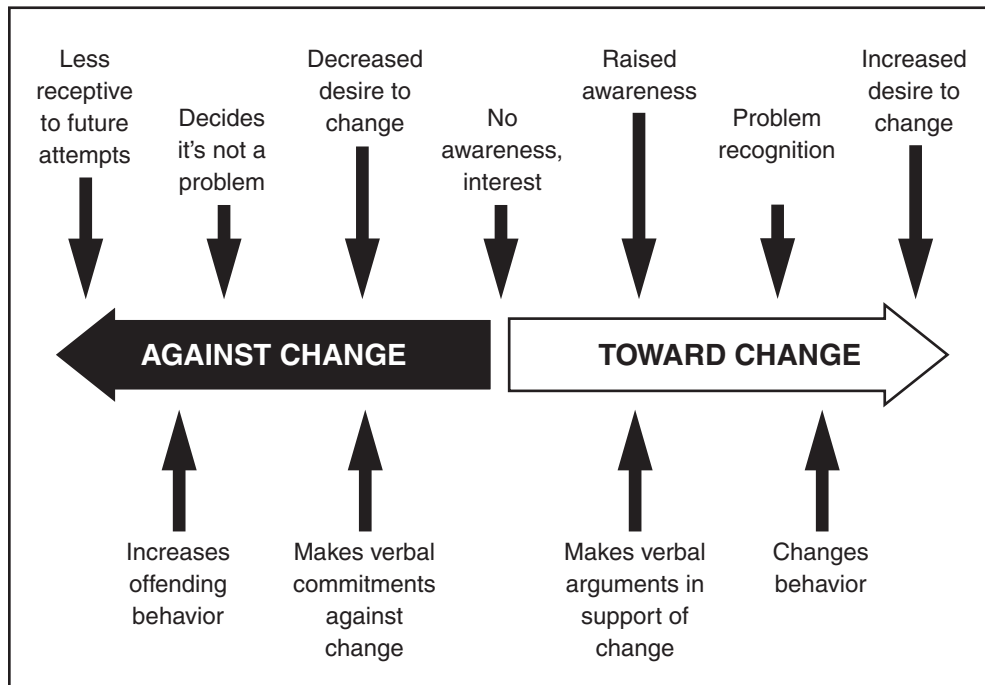 Less
receptive
to future
attempts
Decides
it's not a
problem
Decreased
desire to
change
No
awareness,
interest
Raised
awareness
Problem
recognition
Increased
desire to
change
AGAINST CHANGE
TOWARD CHANGE
Increases
offending
behavior
Makes verbal
commitments
against
change
Makes verbal
arguments in
support of
change
Changes
behavior